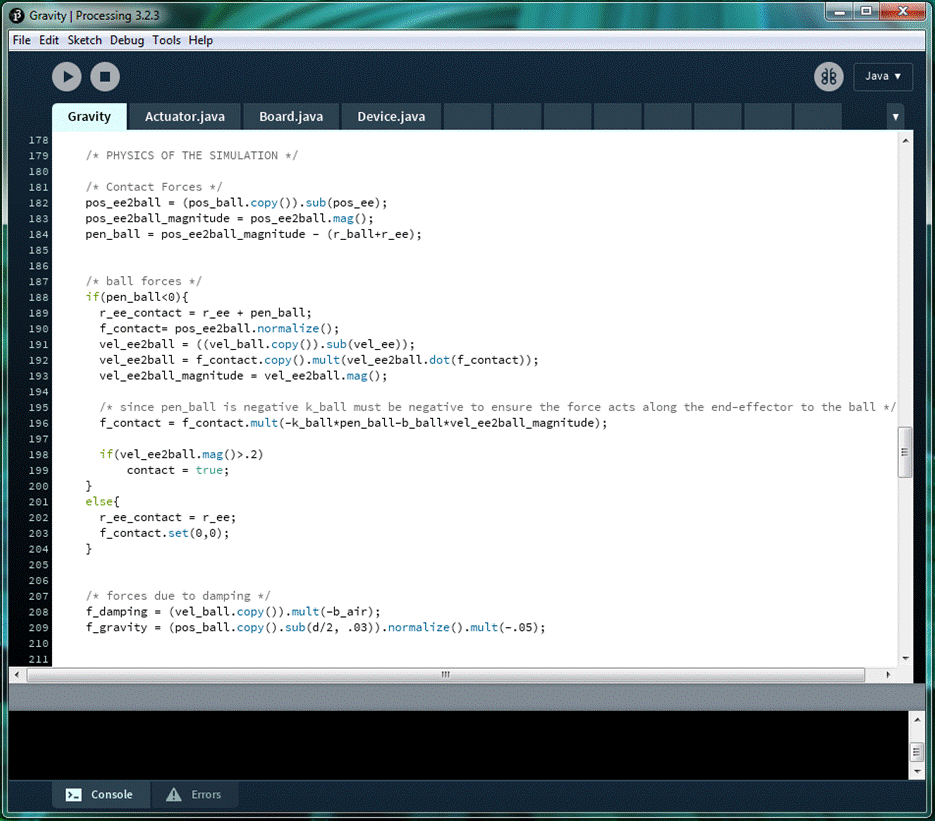 Gravity | Processing 3.2.3
File Edit Sketch Debug Tools Help
Java ▼
Gravity Actuator.java Board.java Device.java ▼
178
179 /* PHYSICS OF THE SIMULATION */
180
181 /* Contact Forces */
182 pos_ee2ball = (pos_ball.copy()).sub(pos_ee);
183 pos_ee2ball_magnitude = pos_ee2ball.mag();
184 pen_ball = pos_ee2ball_magnitude - (r_ball+r_ee);
185
186
187 /* ball forces */
188 if(pen_ball<0){
189 r_ee_contact = r_ee + pen_ball;
190 f_contact= pos_ee2ball.normalize();
191 vel_ee2ball = ((vel_ball.copy()).sub(vel_ee));
192 vel_ee2ball = f_contact.copy().mult(vel_ee2ball.dot(f_contact));
193 vel_ee2ball_magnitude = vel_ee2ball.mag();
194
195 /* since pen_ball is negative k_ball must be negative to ensure the force acts along the end-effector to the ball */
196 f_contact = f_contact.mult(-k_ball*pen_ball-b_ball*vel_ee2ball_magnitude);
197
198 if(vel_ee2ball.mag()>.2)
199 contact = true;
200 }
201 else{
202 r_ee_contact = r_ee;
203 f_contact.set(0,0);
204 }
205
206
207 /* forces due to damping */
208 f_damping = (vel_ball.copy()).mult(-b_air);
209 f_gravity = (pos_ball.copy().sub(d/2, .03)).normalize().mult(-.05);
210
211
Console Errors